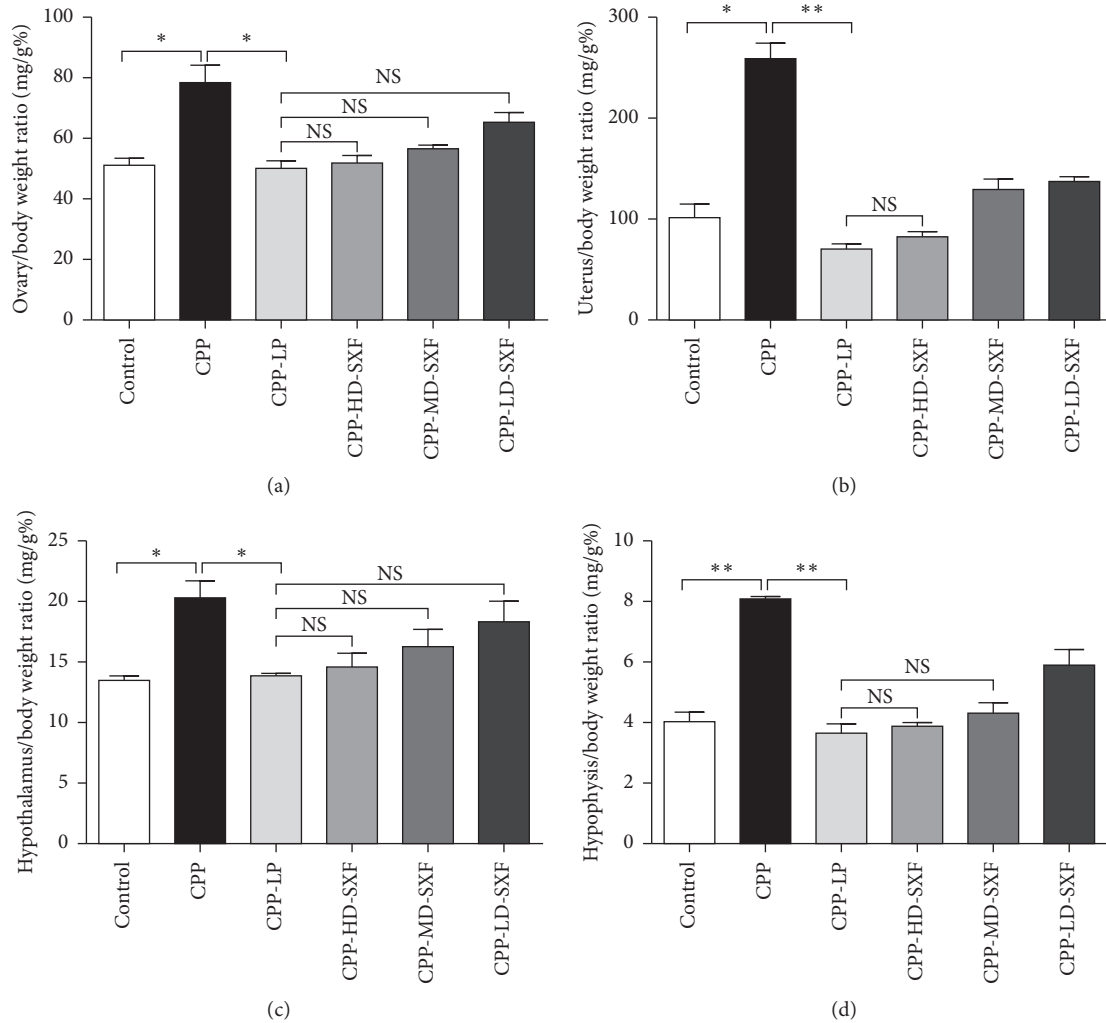 Ovary/body weight ratio (mg/g%)
100
80
60
40
20
0
*
*
NS
NS
NS
Control
CPP
CPP-LP
CPP-HD-SXF
CPP-MD-SXF
CPP-LD-SXF
(a)
Uterus/body weight ratio (mg/g%)
300
200
100
0
*
**
NS
Control
CPP
CPP-LP
CPP-HD-SXF
CPP-MD-SXF
CPP-LD-SXF
(b)
Hypothalamus/body weight ratio (mg/g%)
25
20
15
10
5
0
*
*
NS
NS
NS
Control
CPP
CPP-LP
CPP-HD-SXF
CPP-MD-SXF
CPP-LD-SXF
(c)
Hypophysis/body weight ratio (mg/g%)
10
8
6
4
2
0
**
**
NS
NS
Control
CPP
CPP-LP
CPP-HD-SXF
CPP-MD-SXF
CPP-LD-SXF
(d)